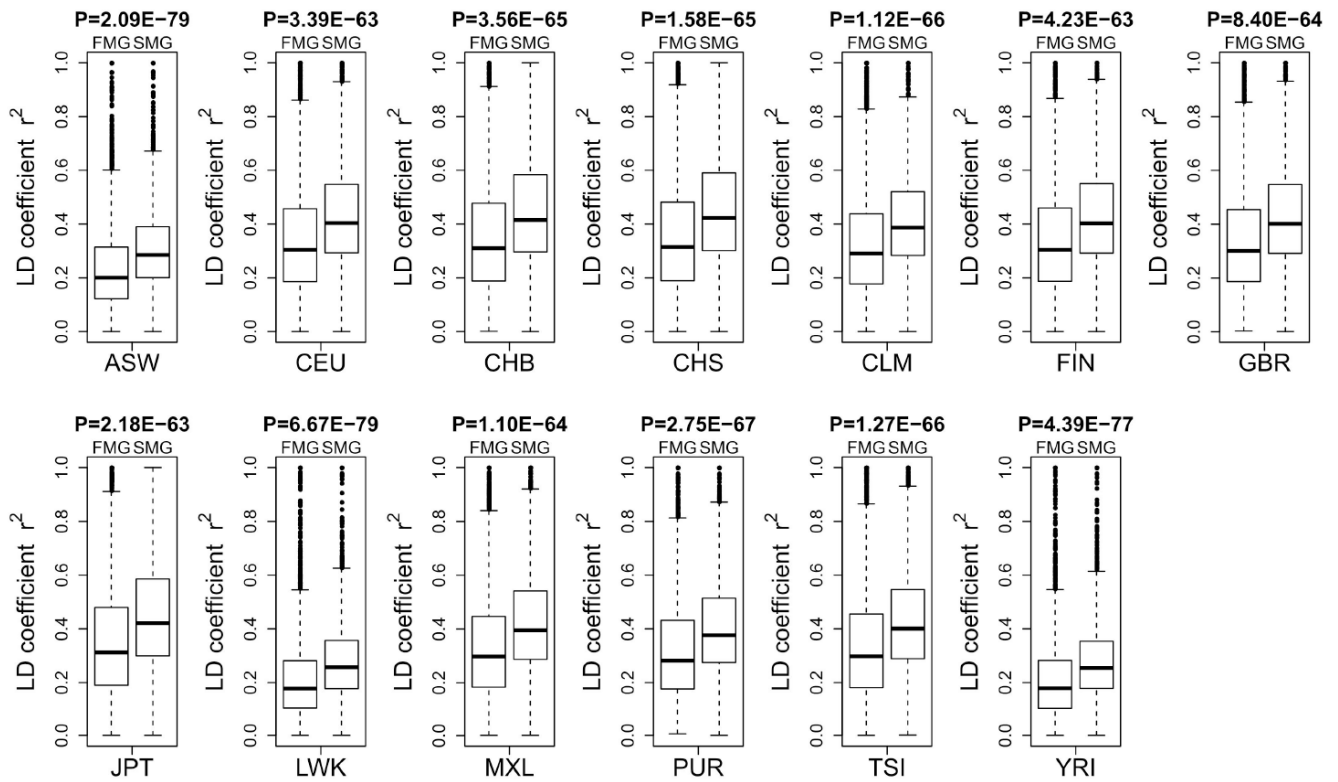 P=2.09E−79 P=3.39E−63 P=3.56E−65 P=1.58E−65 P=1.12E−66 P=4.23E−63 P=8.40E−64
FMG SMG FMG SMG FMG SMG FMG SMG FMG SMG FMG SMG FMG SMG
LD coefficient r² LD coefficient r² LD coefficient r² LD coefficient r² LD coefficient r² LD coefficient r² LD coefficient r²
1.0 1.0 1.0 1.0 1.0 1.0 1.0
0.8 0.8 0.8 0.8 0.8 0.8 0.8
0.6 0.6 0.6 0.6 0.6 0.6 0.6
0.4 0.4 0.4 0.4 0.4 0.4 0.4
0.2 0.2 0.2 0.2 0.2 0.2 0.2
0.0 0.0 0.0 0.0 0.0 0.0 0.0
ASW CEU CHB CHS CLM FIN GBR
P=2.18E−63 P=6.67E−79 P=1.10E−64 P=2.75E−67 P=1.27E−66 P=4.39E−77
FMG SMG FMG SMG FMG SMG FMG SMG FMG SMG FMG SMG
LD coefficient r² LD coefficient r² LD coefficient r² LD coefficient r² LD coefficient r² LD coefficient r²
1.0 1.0 1.0 1.0 1.0 1.0
0.8 0.8 0.8 0.8 0.8 0.8
0.6 0.6 0.6 0.6 0.6 0.6
0.4 0.4 0.4 0.4 0.4 0.4
0.2 0.2 0.2 0.2 0.2 0.2
0.0 0.0 0.0 0.0 0.0 0.0
JPT LWK MXL PUR TSI YRI